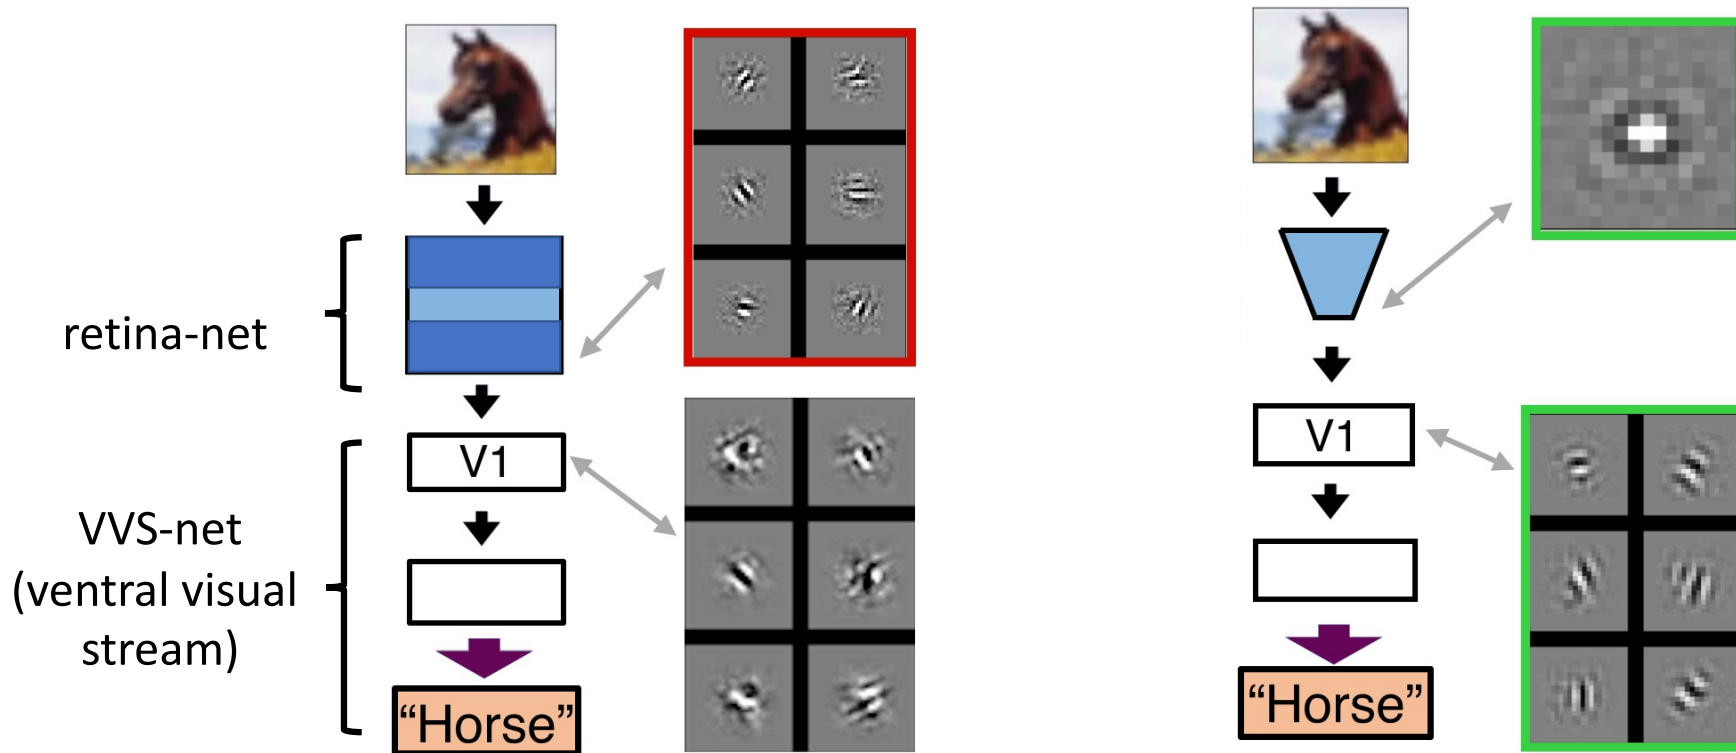 retina-net
V1
VVS-net
(ventral visual
stream)
“Horse”
V1
“Horse”